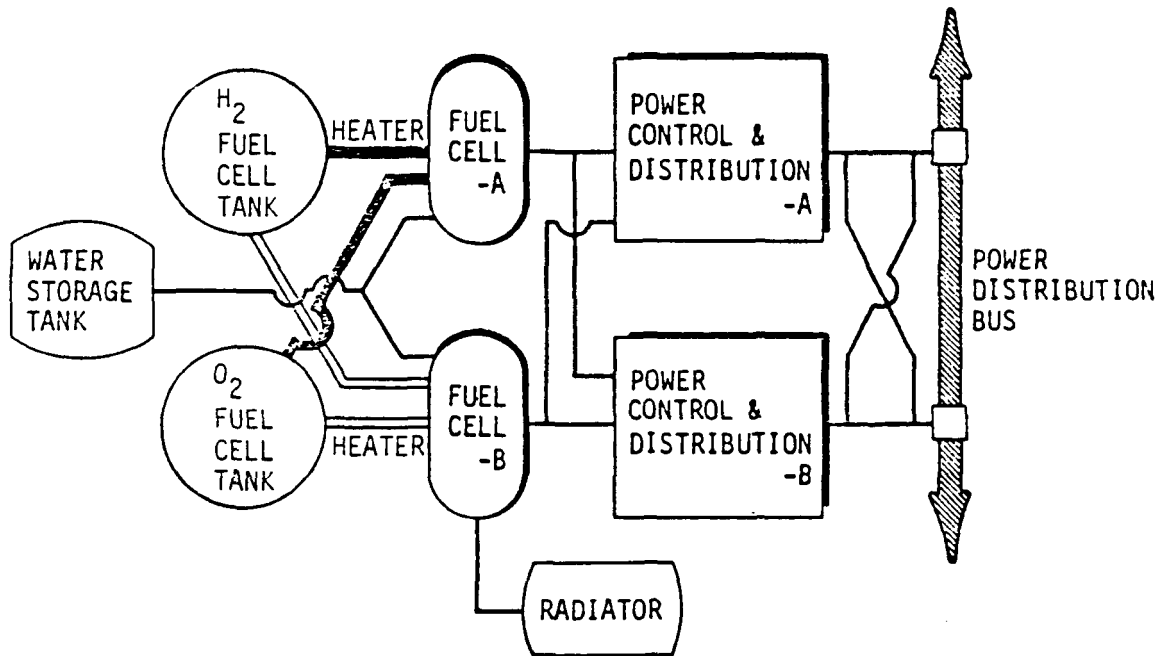 H2
FUEL
CELL
TANK
HEATER
FUEL
CELL
-A
POWER
CONTROL &
DISTRIBUTION
-A
WATER
STORAGE
TANK
POWER
DISTRIBUTION
BUS
O2
FUEL
CELL
TANK
HEATER
FUEL
CELL
-B
POWER
CONTROL &
DISTRIBUTION
-B
RADIATOR